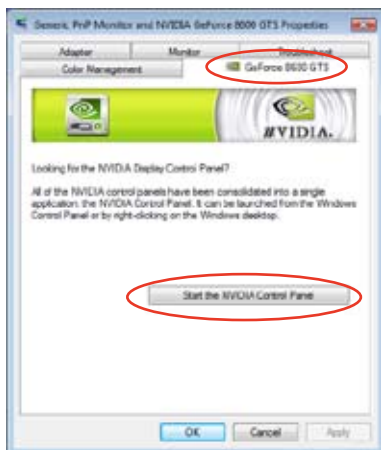 Generic PnP Monitor and NVIDIA GeForce 8600 GTS Properties
Adapter Monitor Troubleshoot
Color Management GeForce 8600 GTS
NVIDIA.
Looking for the NVIDIA Display Control Panel?
All of the NVIDIA control panels have been consolidated into a single
application: the NVIDIA Control Panel. It can be launched from the Windows
Control Panel or by right-clicking on the Windows desktop.
Start the NVIDIA Control Panel
OK Cancel Apply